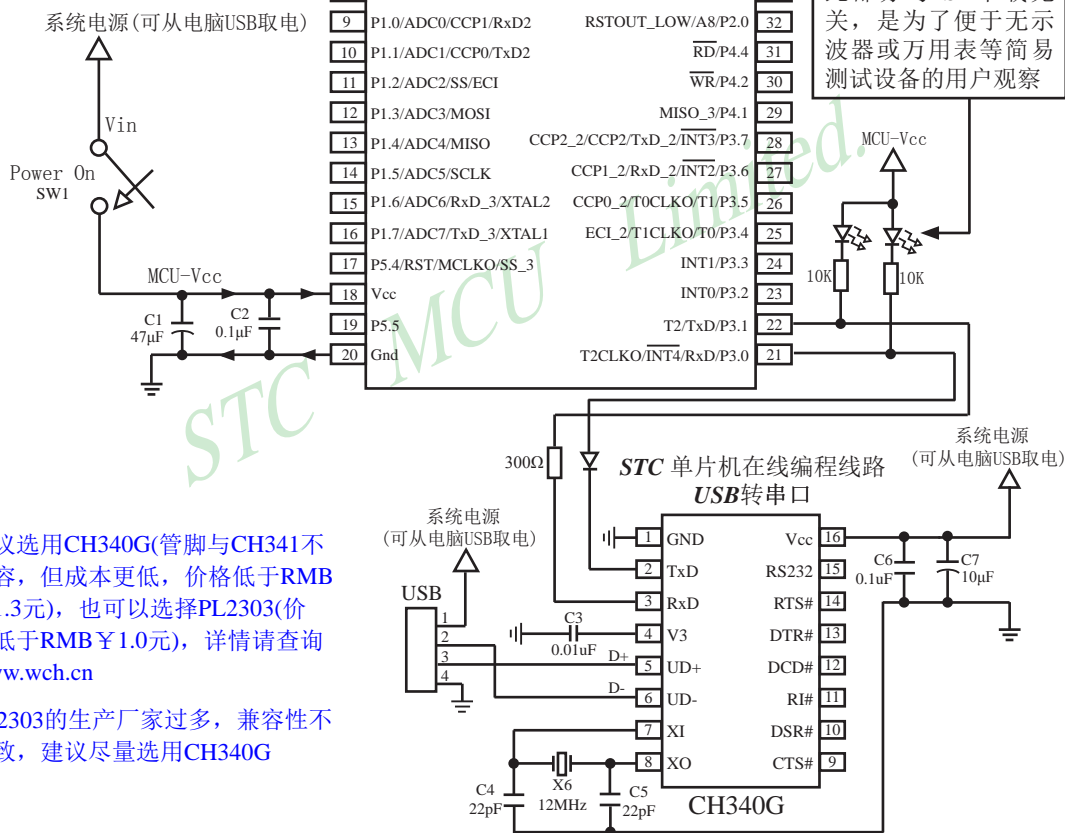 系统电源(可从电脑USB取电)
Vin
Power On
SW1
MCU-Vcc
C1
47μF
C2
0.1μF
9 P1.0/ADC0/CCP1/RxD2
10 P1.1/ADC1/CCP0/TxD2
11 P1.2/ADC2/SS/ECI
12 P1.3/ADC3/MOSI
13 P1.4/ADC4/MISO
14 P1.5/ADC5/SCLK
15 P1.6/ADC6/RxD_3/XTAL2
16 P1.7/ADC7/TxD_3/XTAL1
17 P5.4/RST/MCLKO/SS_3
18 Vcc
19 P5.5
20 Gnd
RSTOUT_LOW/A8/P2.0 32
RD/P4.4 31
WR/P4.2 30
MISO_3/P4.1 29
CCP2_2/CCP2/TxD_2/INT3/P3.7 28
CCP1_2/RxD_2/INT2/P3.6 27
CCP0_2/T0CLKO/T1/P3.5 26
ECI_2/T1CLKO/T0/P3.4 25
INT1/P3.3 24
INT0/P3.2 23
T2/TxD/P3.1 22
T2CLKO/INT4/RxD/P3.0 21
关，是为了便于无示
波器或万用表等简易
测试设备的用户观察
MCU-Vcc
10K
10K
STC MCU Limited.
300Ω
STC 单片机在线编程线路
USB转串口
系统电源
(可从电脑USB取电)
系统电源
(可从电脑USB取电)
USB
1
2
3
4
D+
D-
C3
0.01uF
1 GND
2 TxD
3 RxD
4 V3
5 UD+
6 UD-
7 XI
8 XO
Vcc 16
RS232 15
RTS# 14
DTR# 13
DCD# 12
RI# 11
DSR# 10
CTS# 9
CH340G
C6
0.1uF
C7
10μF
C4
22pF
X6
12MHz
C5
22pF
议选用CH340G(管脚与CH341不
容，但成本更低，价格低于RMB
.3元)，也可以选择PL2303(价
低于RMB￥1.0元)，详情请查询
w.wch.cn
2303的生产厂家过多，兼容性不
致，建议尽量选用CH340G